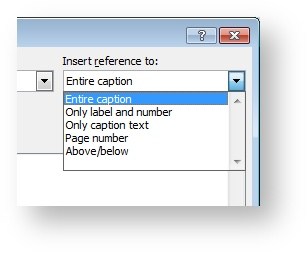 ?
Insert reference to:
Entire caption
Entire caption
Only label and number
Only caption text
Page number
Above/below